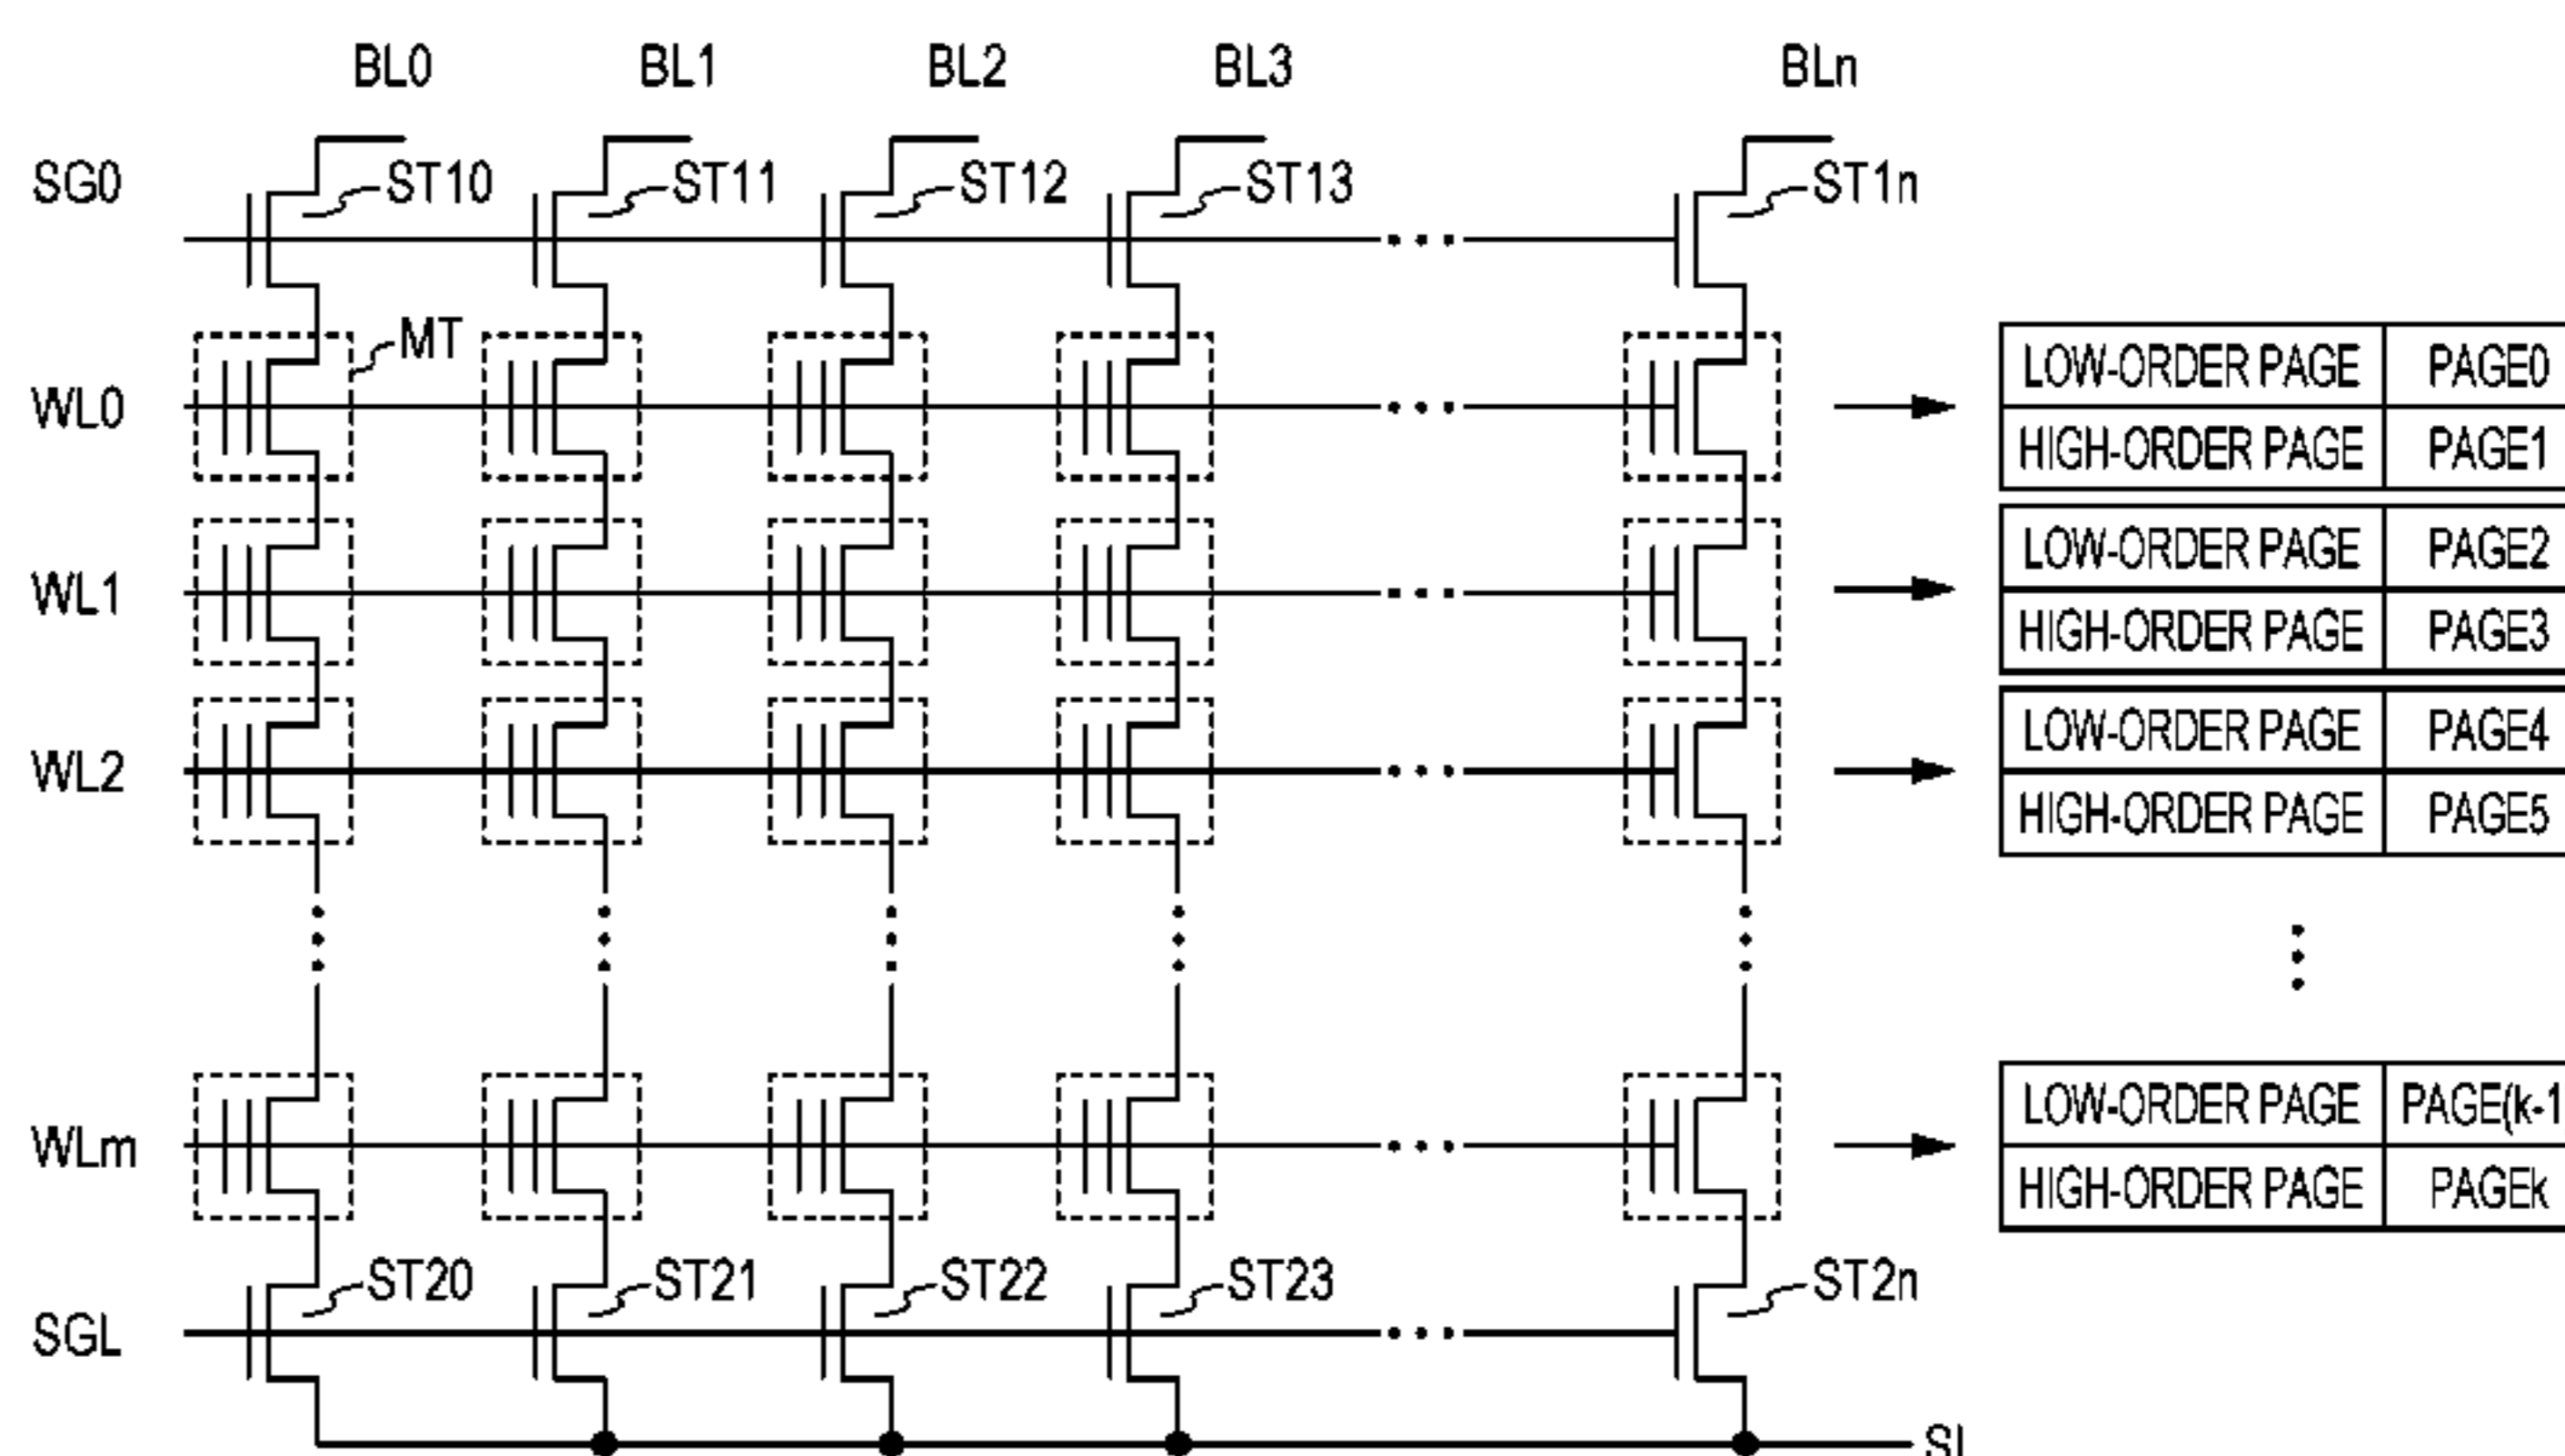 BL0 BL1 BL2 BL3 BLn
SG0 ST10 ST11 ST12 ST13 ST1n
MT
WL0
LOW-ORDER PAGE PAGE0
HIGH-ORDER PAGE PAGE1
WL1
LOW-ORDER PAGE PAGE2
HIGH-ORDER PAGE PAGE3
WL2
LOW-ORDER PAGE PAGE4
HIGH-ORDER PAGE PAGE5
WLm
LOW-ORDER PAGE PAGE(k-1
HIGH-ORDER PAGE PAGEk
ST20 ST21 ST22 ST23 ST2n
SGL